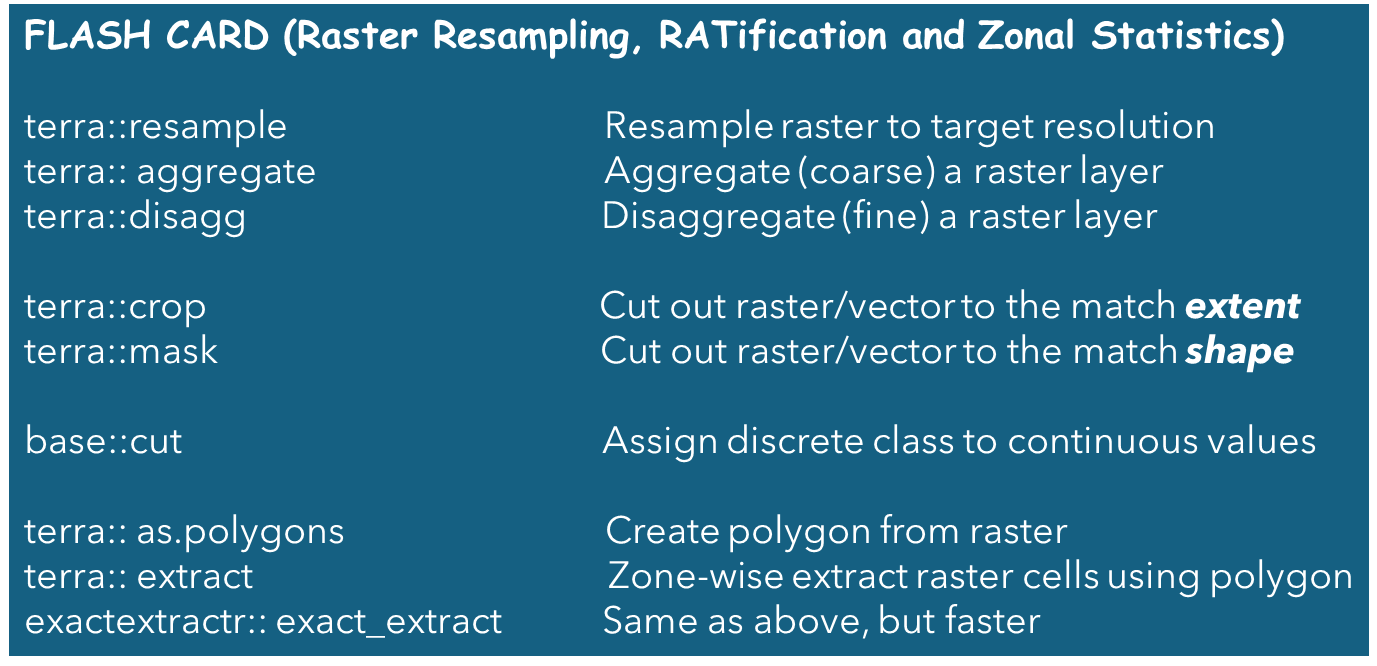 FLASH CARD (Raster Resampling, RATification and Zonal Statistics)
terra::resample Resample raster to target resolution
terra:: aggregate Aggregate (coarse) a raster layer
terra::disagg Disaggregate (fine) a raster layer
terra::crop Cut out raster/vector to the match extent
terra::mask Cut out raster/vector to the match shape
base::cut Assign discrete class to continuous values
terra:: as.polygons Create polygon from raster
terra:: extract Zone-wise extract raster cells using polygon
exactextractr:: exact_extract Same as above, but faster